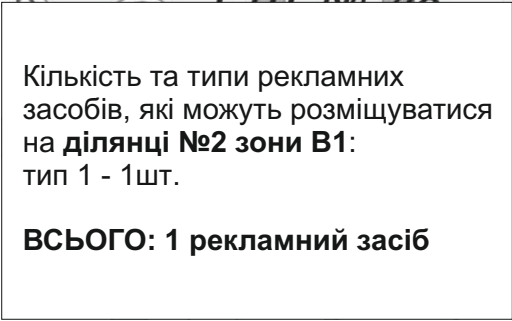 Кількість та типи рекламних
засобів, які можуть розміщуватися
на ділянці №2 зони В1:
тип 1 - 1шт.
ВСЬОГО: 1 рекламний засіб